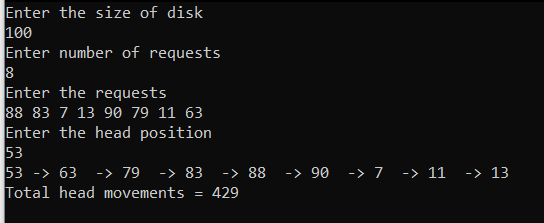 Enter the size of disk
100
Enter number of requests
8
Enter the requests
88 83 7 13 90 79 11 63
Enter the head position
53
53 -> 63  -> 79  -> 83  -> 88  -> 90  -> 7  -> 11  -> 13
Total head movements = 429